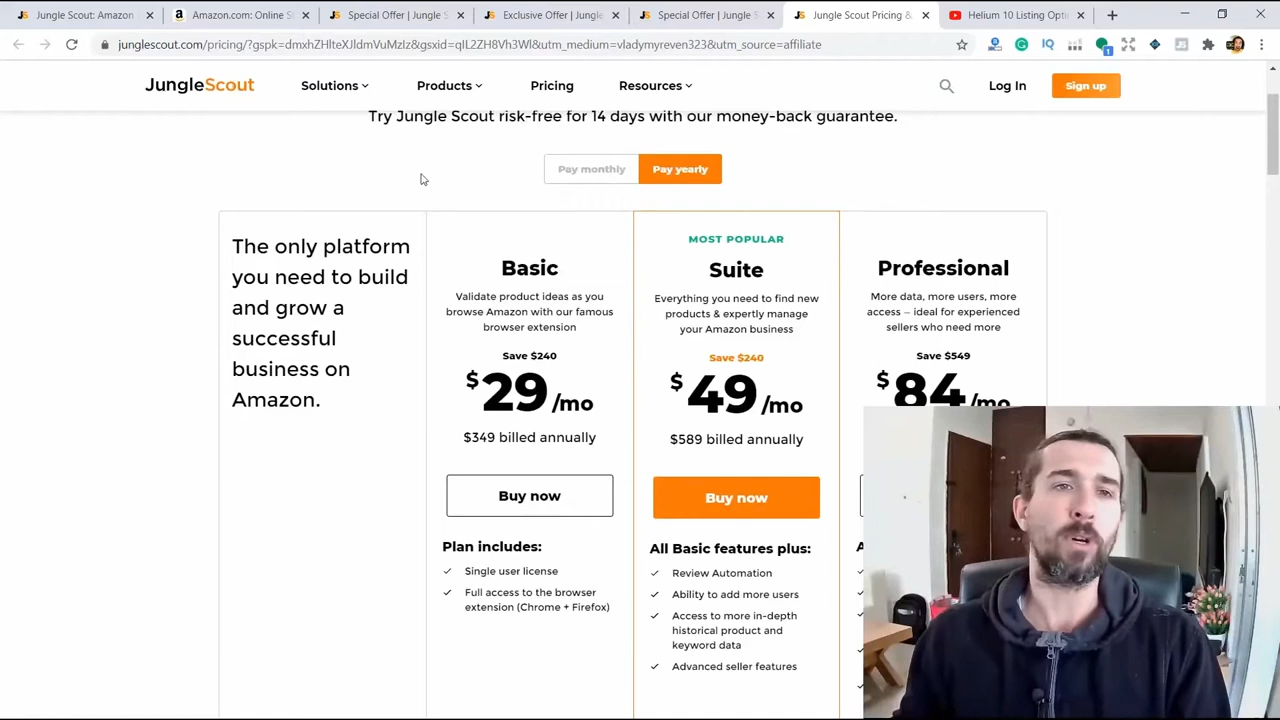 Jungle Scout: Amazon
Amazon.com: Online S
Special Offer | Jungle S
Exclusive Offer | Jungle
Special Offer | Jungle S
Jungle Scout Pricing &
Helium 10 Listing Opti
junglescout.com/pricing/?gspk=dmxhZHlteXJldmVuMzIz&gsxid=qIL2ZH8Vh3Wl&utm_medium=vladymyreven323&utm_source=affiliate
JungleScout
Solutions
Products
Pricing
Resources
Log In
Sign up
Try Jungle Scout risk-free for 14 days with our money-back guarantee.
Pay monthly
Pay yearly
The only platform
you need to build
and grow a
successful
business on
Amazon.
Basic
Validate product ideas as you
browse Amazon with our famous
browser extension
Save $240
$29/mo
$349 billed annually
Buy now
Plan includes:
Single user license
Full access to the browser
extension (Chrome + Firefox)
MOST POPULAR
Suite
Everything you need to find new
products & expertly manage
your Amazon business
Save $240
$49/mo
$589 billed annually
Buy now
All Basic features plus:
Review Automation
Ability to add more users
Access to more in-depth
historical product and
keyword data
Advanced seller features
Professional
More data, more users, more
access – ideal for experienced
sellers who need more
Save $549
$84/mo